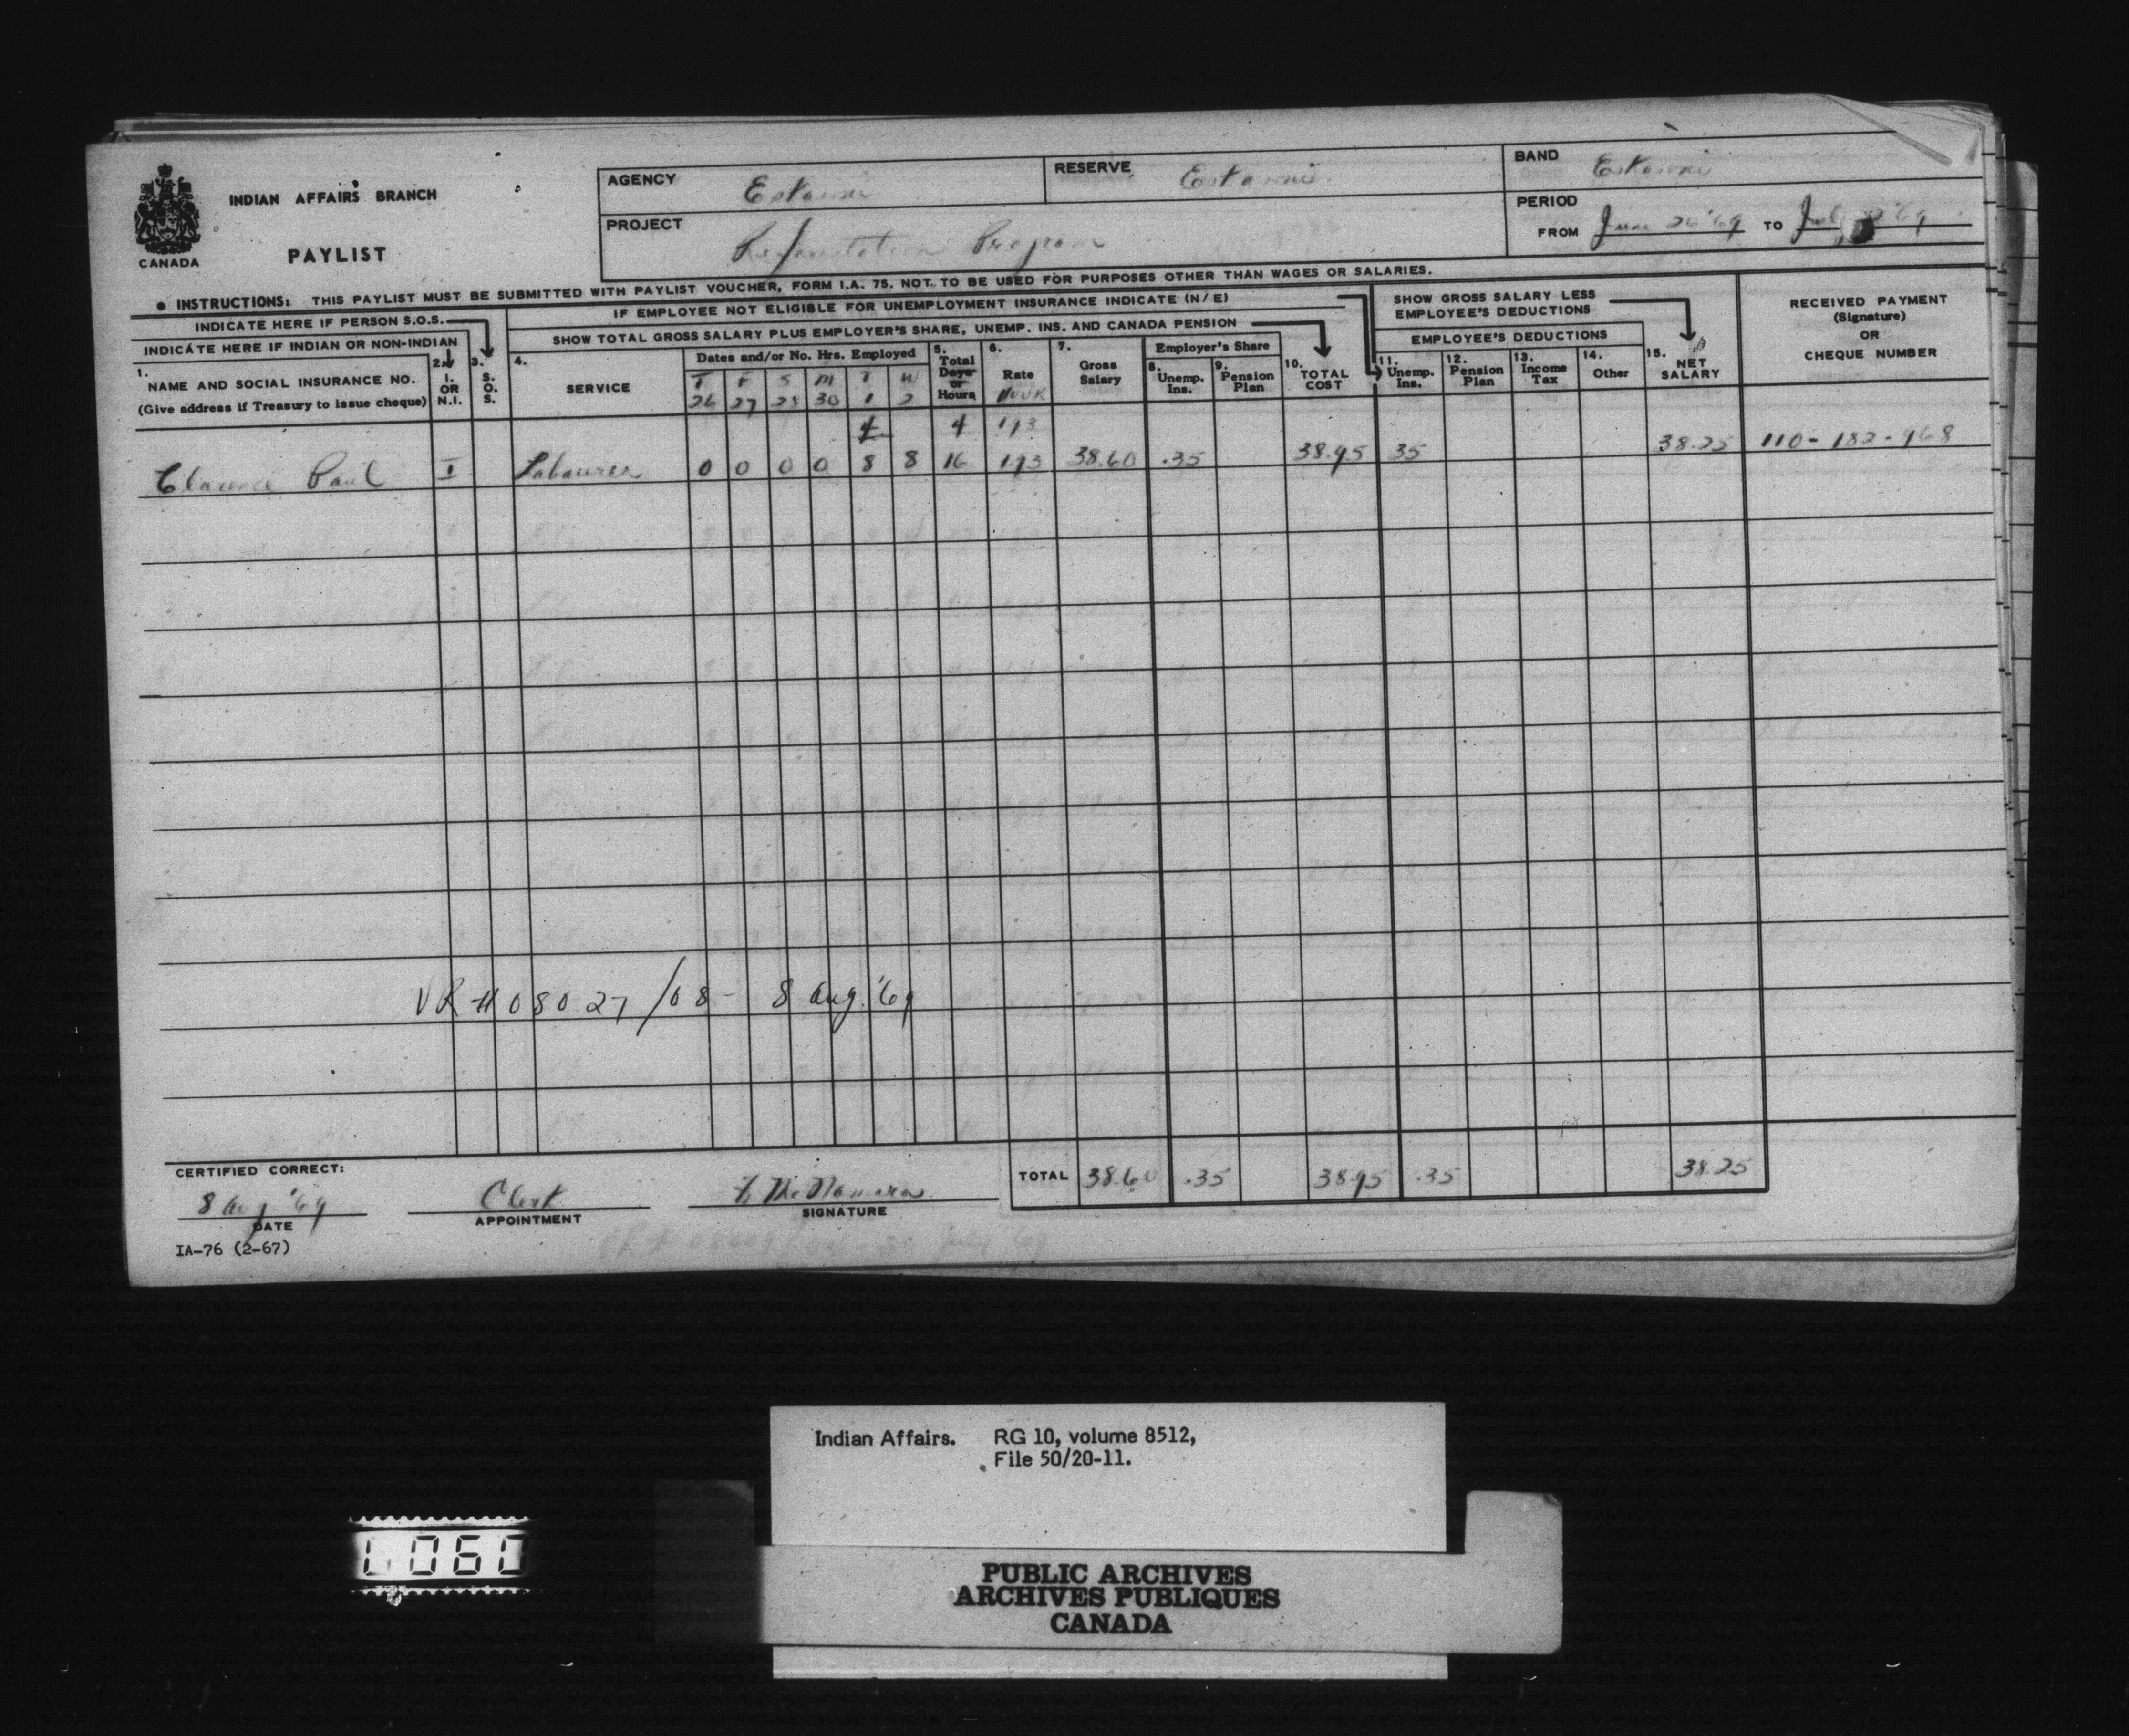 INDIAN AFFAIRS BRANCH
PAYLIST
CANADA
AGENCY Eskasoni
RESERVE Eskasoni
BAND Eskasoni
PROJECT Reforestation Program
PERIOD
FROM June 26 '69 TO July '69
• INSTRUCTIONS: THIS PAYLIST MUST BE SUBMITTED WITH PAYLIST VOUCHER, FORM I.A. 75. NOT TO BE USED FOR PURPOSES OTHER THAN WAGES OR SALARIES.
INDICATE HERE IF PERSON S.O.S.
IF EMPLOYEE NOT ELIGIBLE FOR UNEMPLOYMENT INSURANCE INDICATE (N/E)
SHOW GROSS SALARY LESS EMPLOYEE'S DEDUCTIONS
RECEIVED PAYMENT (Signature) OR CHEQUE NUMBER
INDICATE HERE IF INDIAN OR NON-INDIAN
SHOW TOTAL GROSS SALARY PLUS EMPLOYER'S SHARE, UNEMP. INS. AND CANADA PENSION
EMPLOYEE'S DEDUCTIONS
1. NAME AND SOCIAL INSURANCE NO. (Give address if Treasury to issue cheque)
2. I. OR N.I.
3. S. O. S.
4. SERVICE
Dates and/or No. Hrs. Employed
T F S M T W
26 27 28 30 1 2
5. Total Days or Hours
6. Rate HOUR
7. Gross Salary
Employer's Share
8. Unemp. Ins.
9. Pension Plan
10. TOTAL COST
11. Unemp. Ins.
12. Pension Plan
13. Income Tax
14. Other
15. NET SALARY
4 4 193
Clarence Paul I Labourer 0 0 0 0 8 8 16 193 38.60 .35 38.95 35 38.25 110-182-968
VR # 08027/08 - 8 Aug. '69
TOTAL 38.60 .35 38.95 .35 38.25
CERTIFIED CORRECT:
8 Aug '69 Clerk McNamara
DATE APPOINTMENT SIGNATURE
IA-76 (2-67)
Indian Affairs. RG 10, volume 8512,
File 50/20-11.
L 060
PUBLIC ARCHIVES
ARCHIVES PUBLIQUES
CANADA